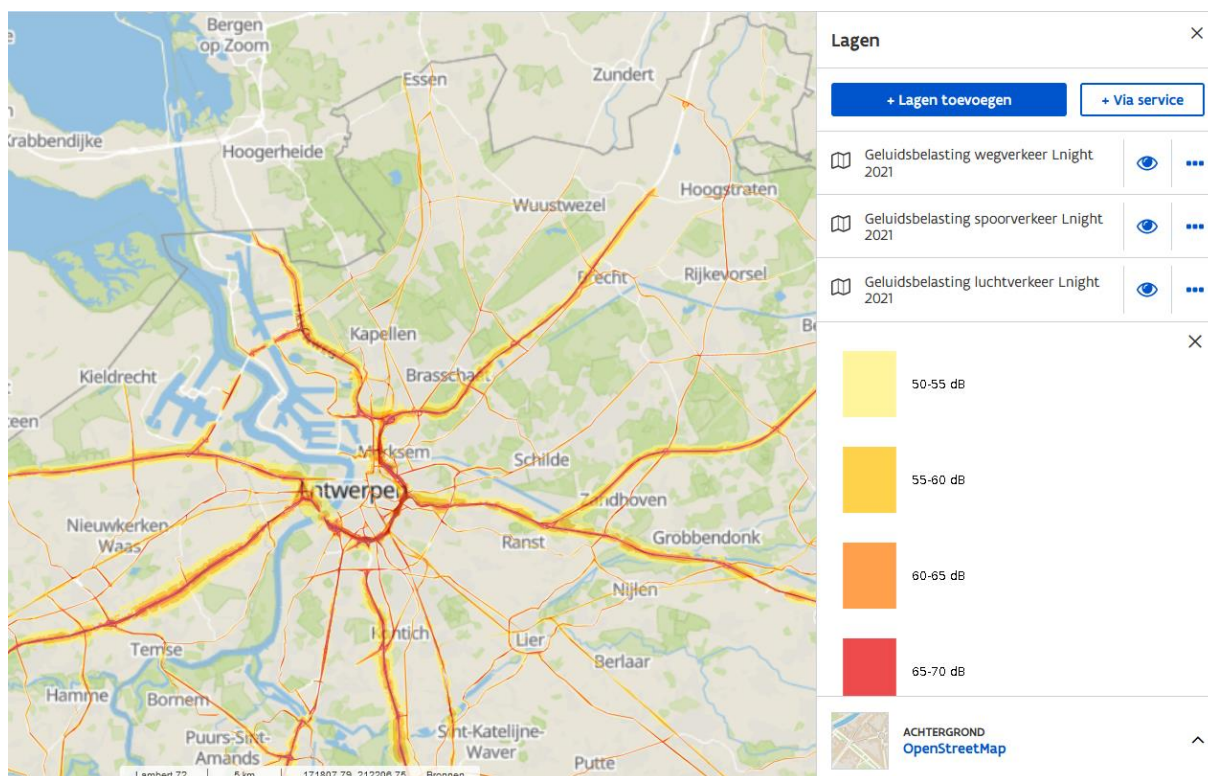 Bergen
op Zoom
Essen
Zundert
Krabbendijke
Hoogerheide
Hoogstraten
Wuustwezel
Brecht
Rijkevorsel
Kapellen
Kieldrecht
Brasschaat
Merksem
Schilde
Antwerpen
Zandhoven
Nieuwkerken-
Waas
Ranst
Grobbendonk
Nijlen
Kontich
Lier
Temse
Berlaar
Hamme
Bornem
Puurs-Sint-
Amands
Sint-Katelijne-
Waver
Putte
Lambert 72
5 km
171807.79, 212206.75
Bronnen
Lagen
+ Lagen toevoegen
+ Via service
Geluidsbelasting wegverkeer Lnight
2021
Geluidsbelasting spoorverkeer Lnight
2021
Geluidsbelasting luchtverkeer Lnight
2021
50-55 dB
55-60 dB
60-65 dB
65-70 dB
ACHTERGROND
OpenStreetMap